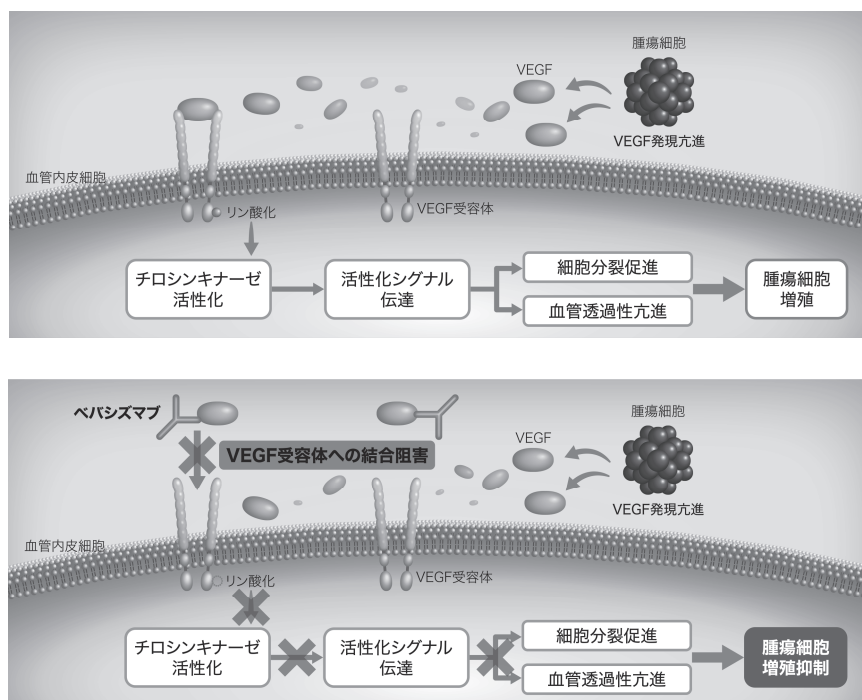 腫瘍細胞
VEGF
VEGF発現亢進
血管内皮細胞
リン酸化
VEGF受容体
チロシンキナーゼ
活性化
活性化シグナル
伝達
細胞分裂促進
血管透過性亢進
腫瘍細胞
増殖
ベバシズマブ
VEGF受容体への結合阻害
腫瘍細胞
VEGF
VEGF発現亢進
血管内皮細胞
リン酸化
VEGF受容体
チロシンキナーゼ
活性化
活性化シグナル
伝達
細胞分裂促進
血管透過性亢進
腫瘍細胞
増殖抑制